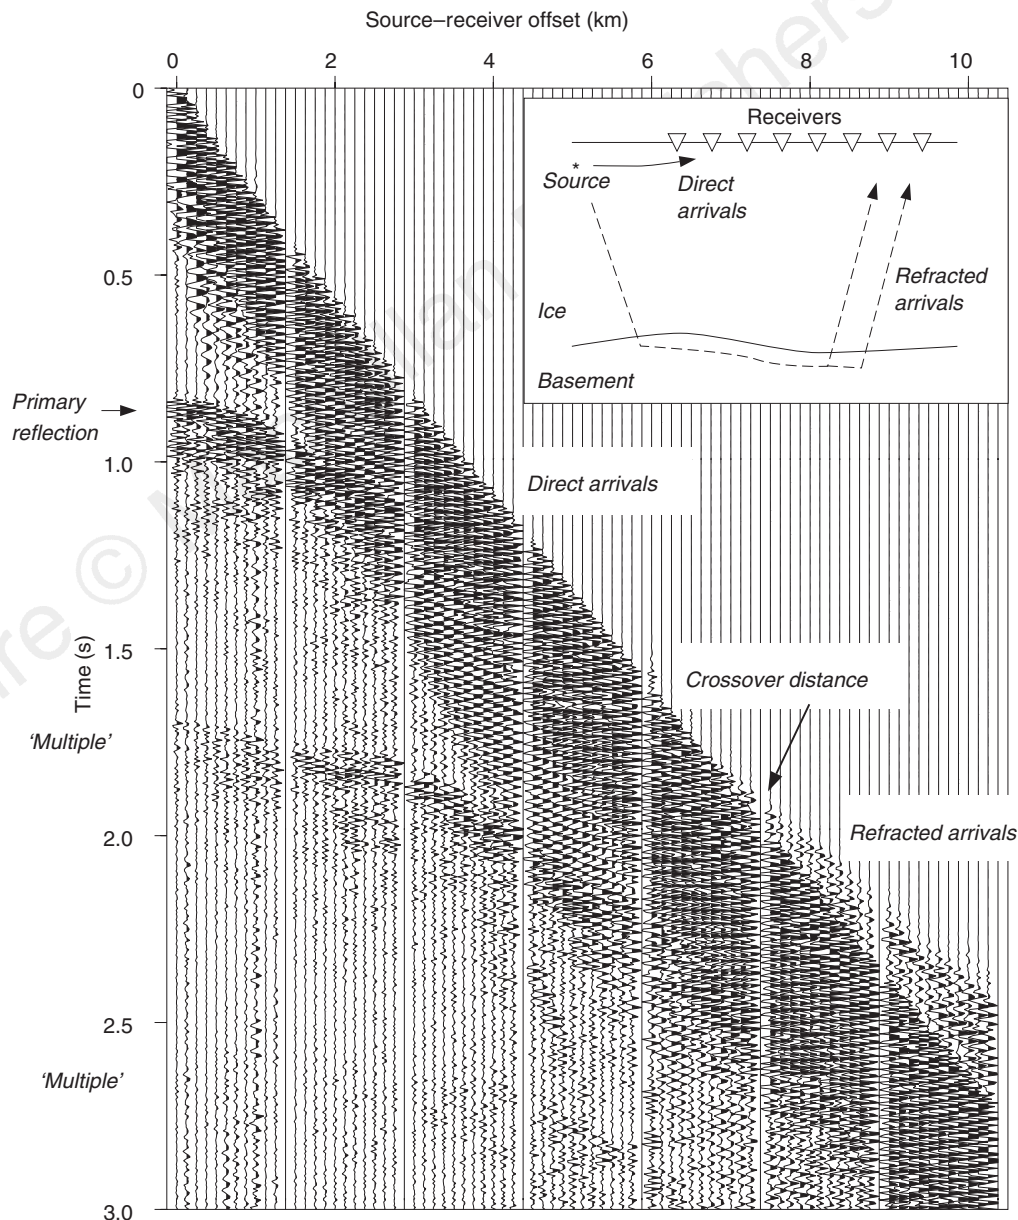 Source–receiver offset (km)
0 2 4 6 8 10
0
0.5
1.0
1.5
2.0
2.5
3.0
Time (s)
Receivers
*
Source
Direct
arrivals
Refracted
arrivals
Ice
Basement
Primary
reflection
Direct arrivals
Crossover distance
'Multiple'
Refracted arrivals
'Multiple'